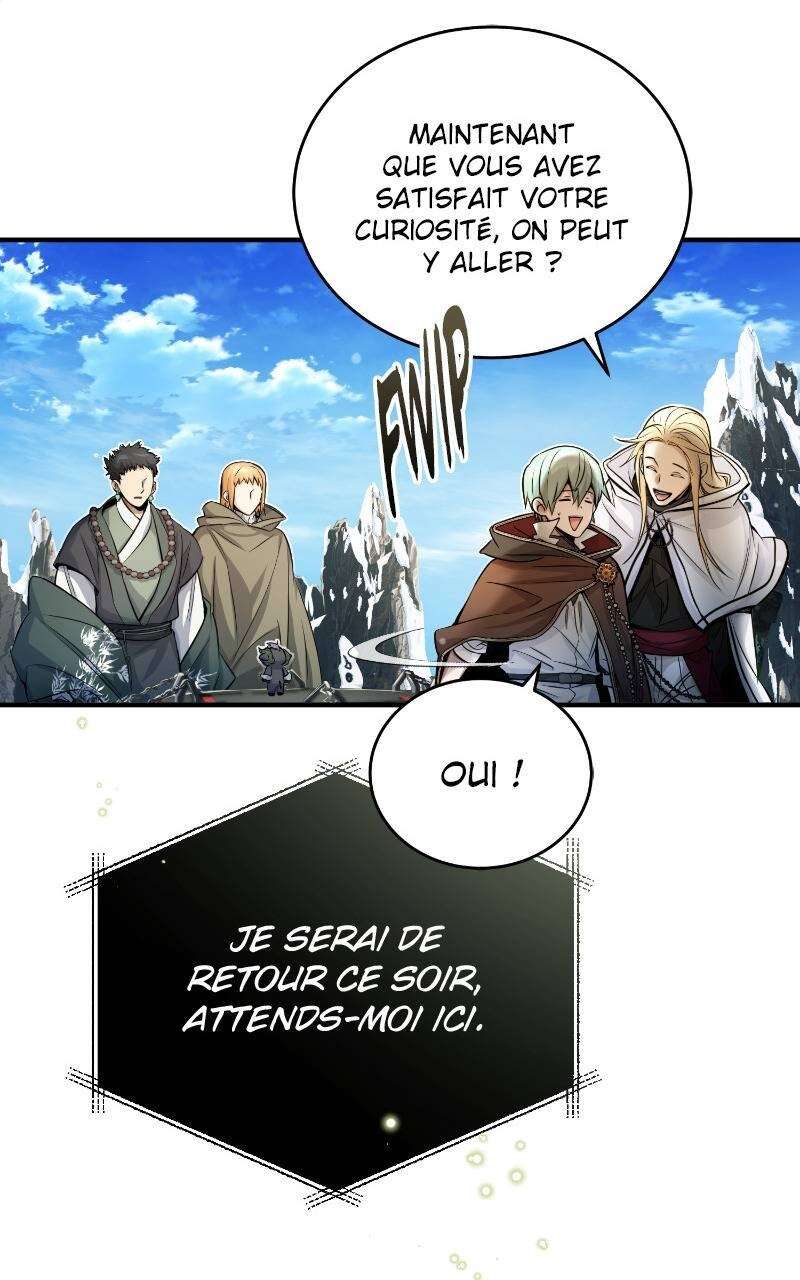 MAINTENANT
QUE VOUS AVEZ
SATISFAIT VOTRE
CURIOSITÉ, ON PEUT
Y ALLER ?
FWIP
OUI !
JE SERAI DE
RETOUR CE SOIR,
ATTENDS-MOI ICI.